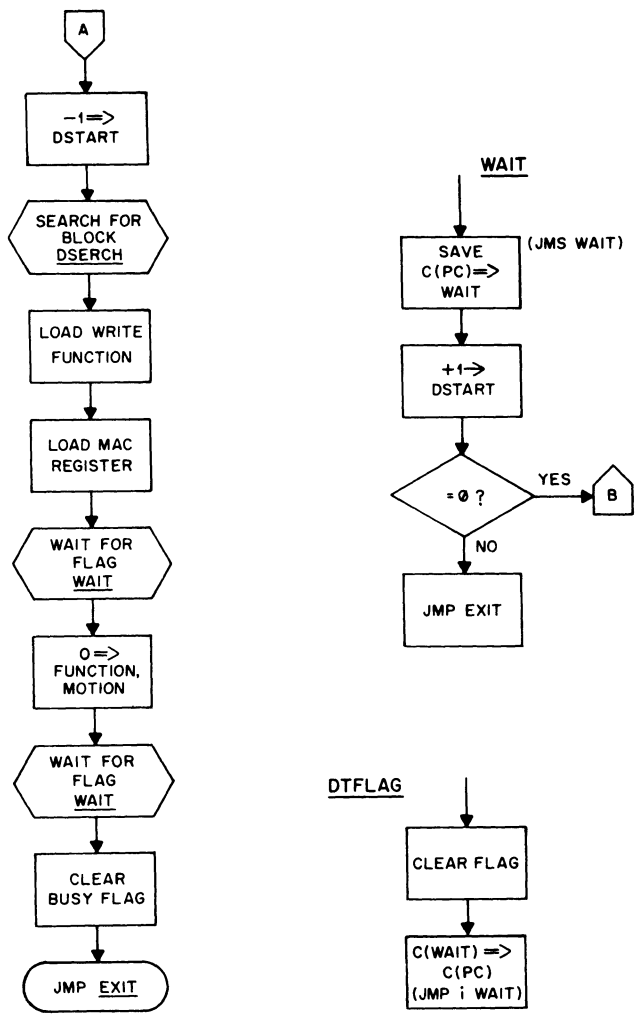 A
-1=>
DSTART
SEARCH FOR
BLOCK
DSERCH
LOAD WRITE
FUNCTION
LOAD MAC
REGISTER
WAIT FOR
FLAG
WAIT
0=>
FUNCTION,
MOTION
WAIT FOR
FLAG
WAIT
CLEAR
BUSY FLAG
JMP EXIT
WAIT
SAVE
C(PC)=>
WAIT
(JMS WAIT)
+1→
DSTART
=Ø?
YES
B
NO
JMP EXIT
DTFLAG
CLEAR FLAG
C(WAIT) =>
C(PC)
(JMP i WAIT)